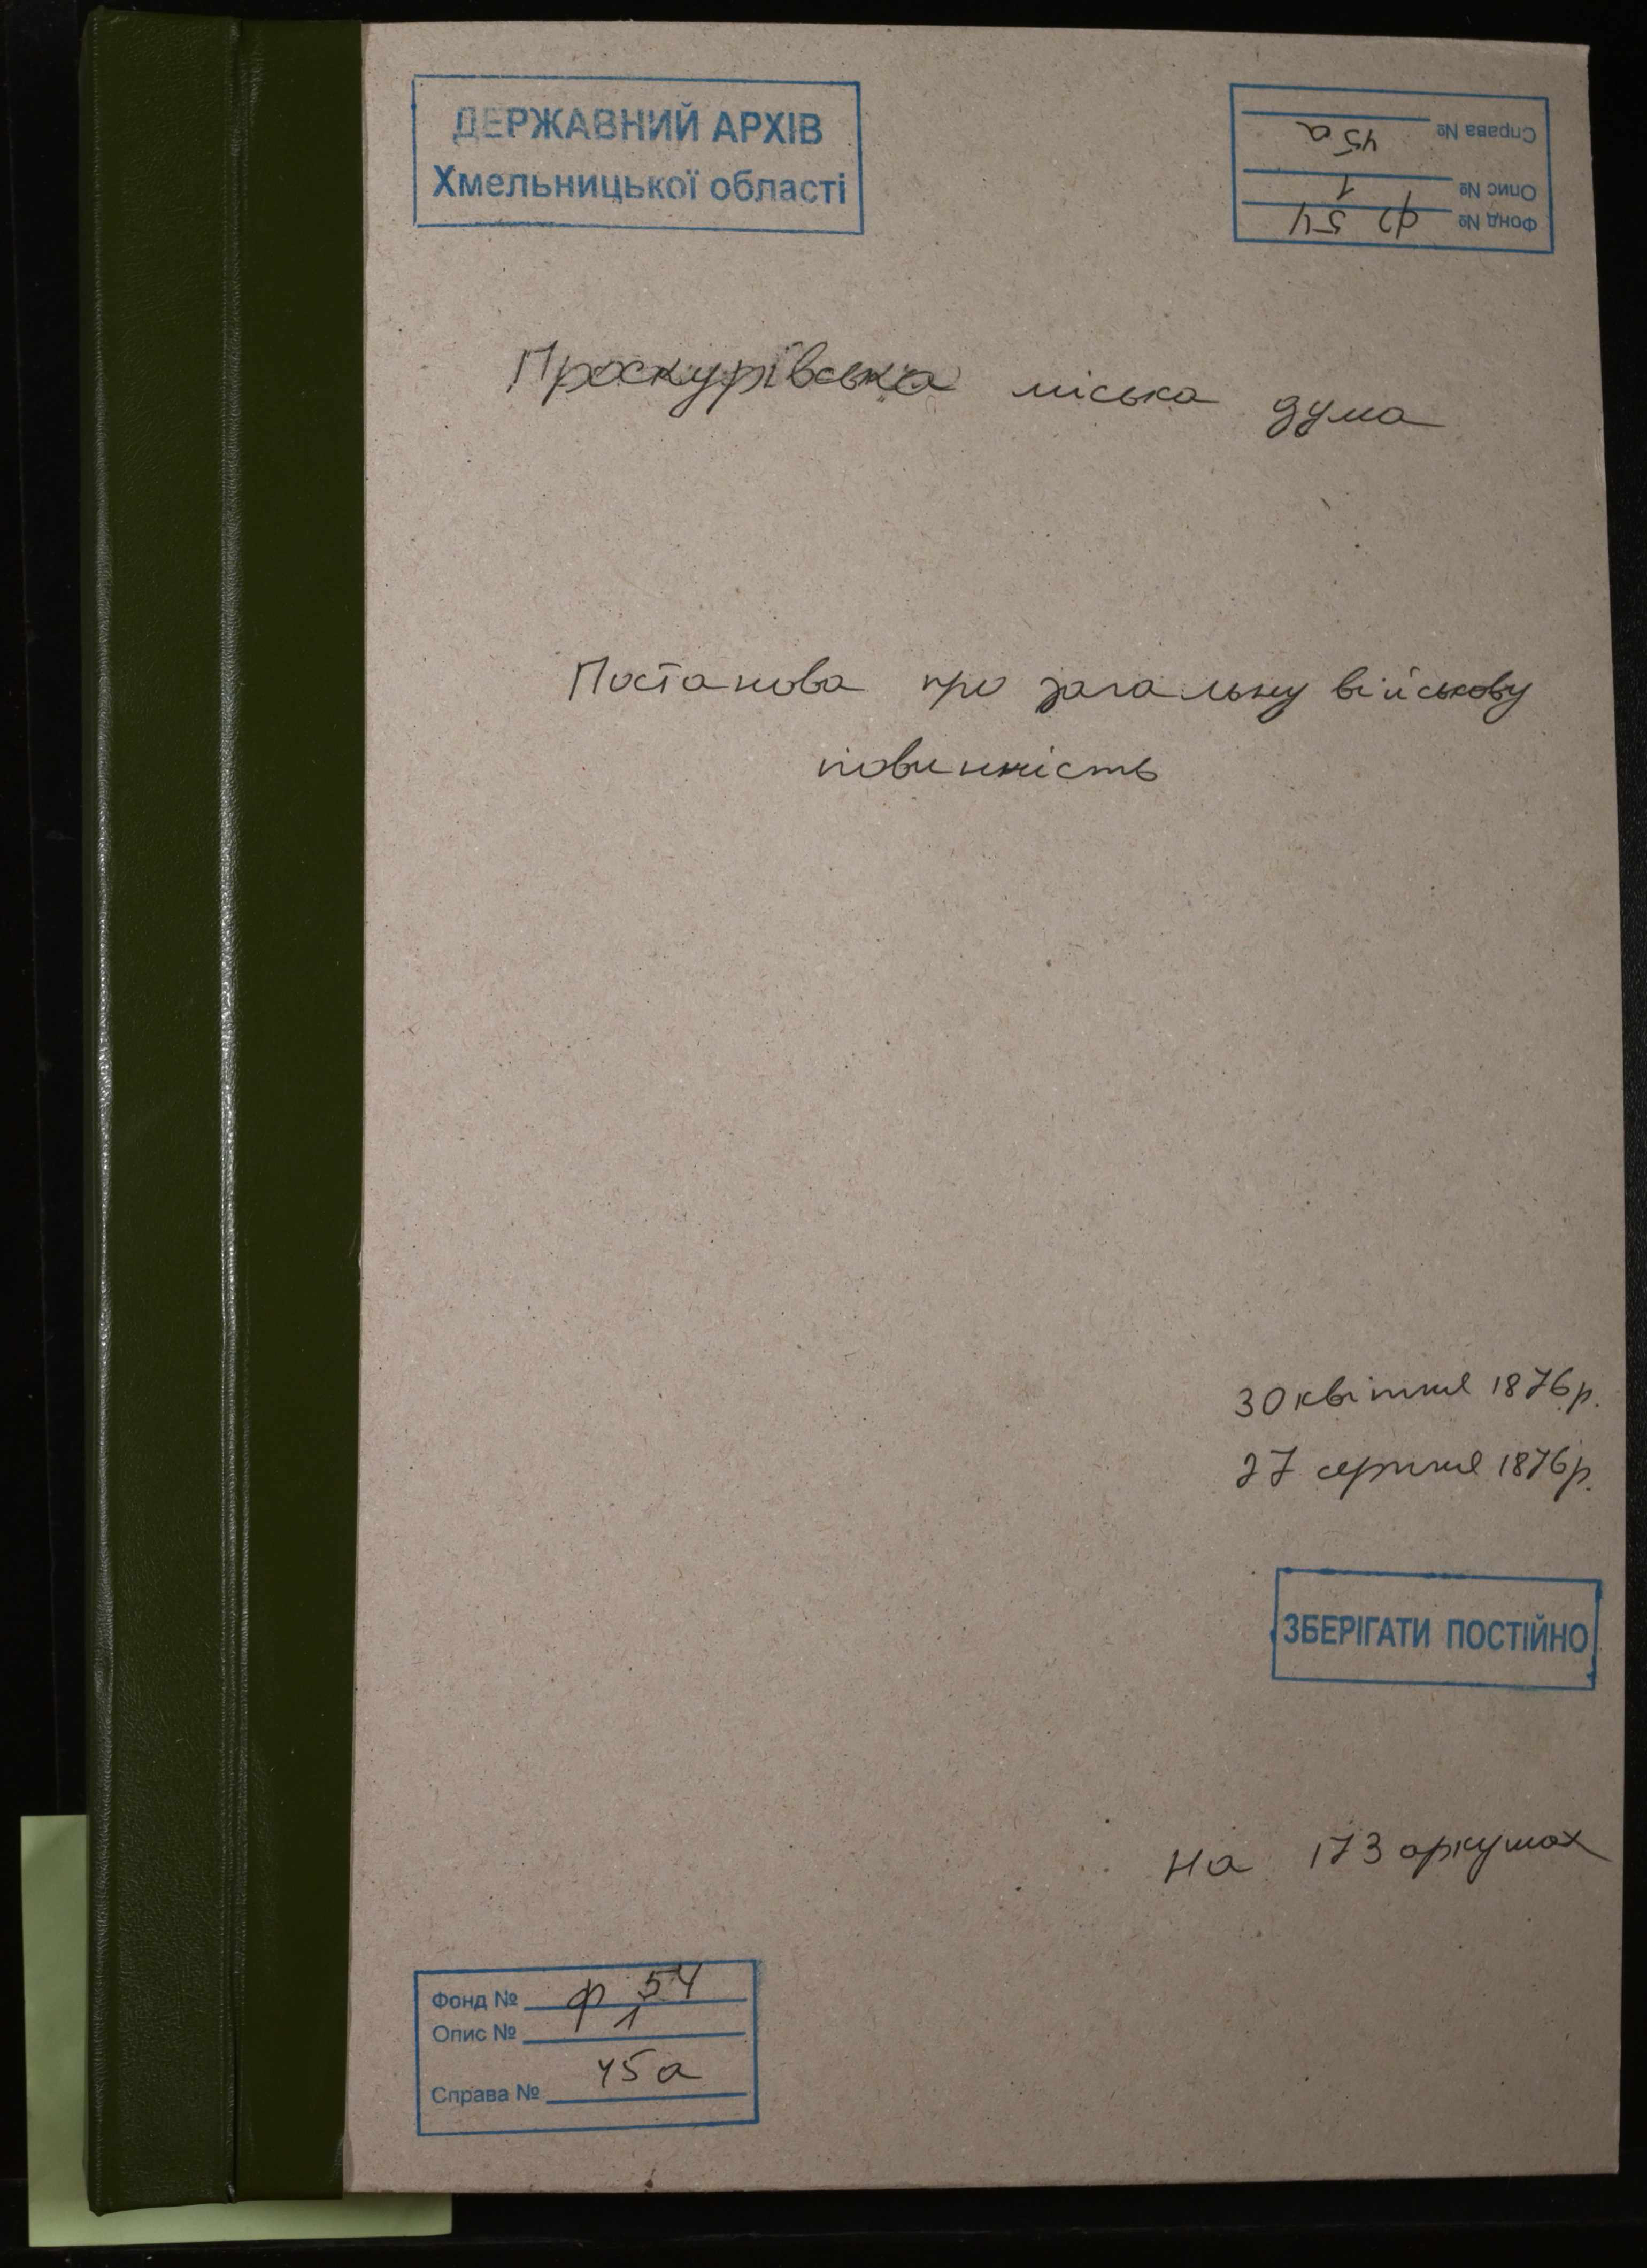 ДЕРЖАВНИЙ АРХІВ
Хмельницької області
Фонд № Ф 54
Опис № 1
Справа № 45 а
Проскурівська міська дума
Постанова про загальну військову
повинність
30 квітня 1876 р.
27 серпня 1876 р.
ЗБЕРІГАТИ ПОСТІЙНО
На 173 аркушах
Фонд № Ф 54
Опис № 1
Справа № 45 а